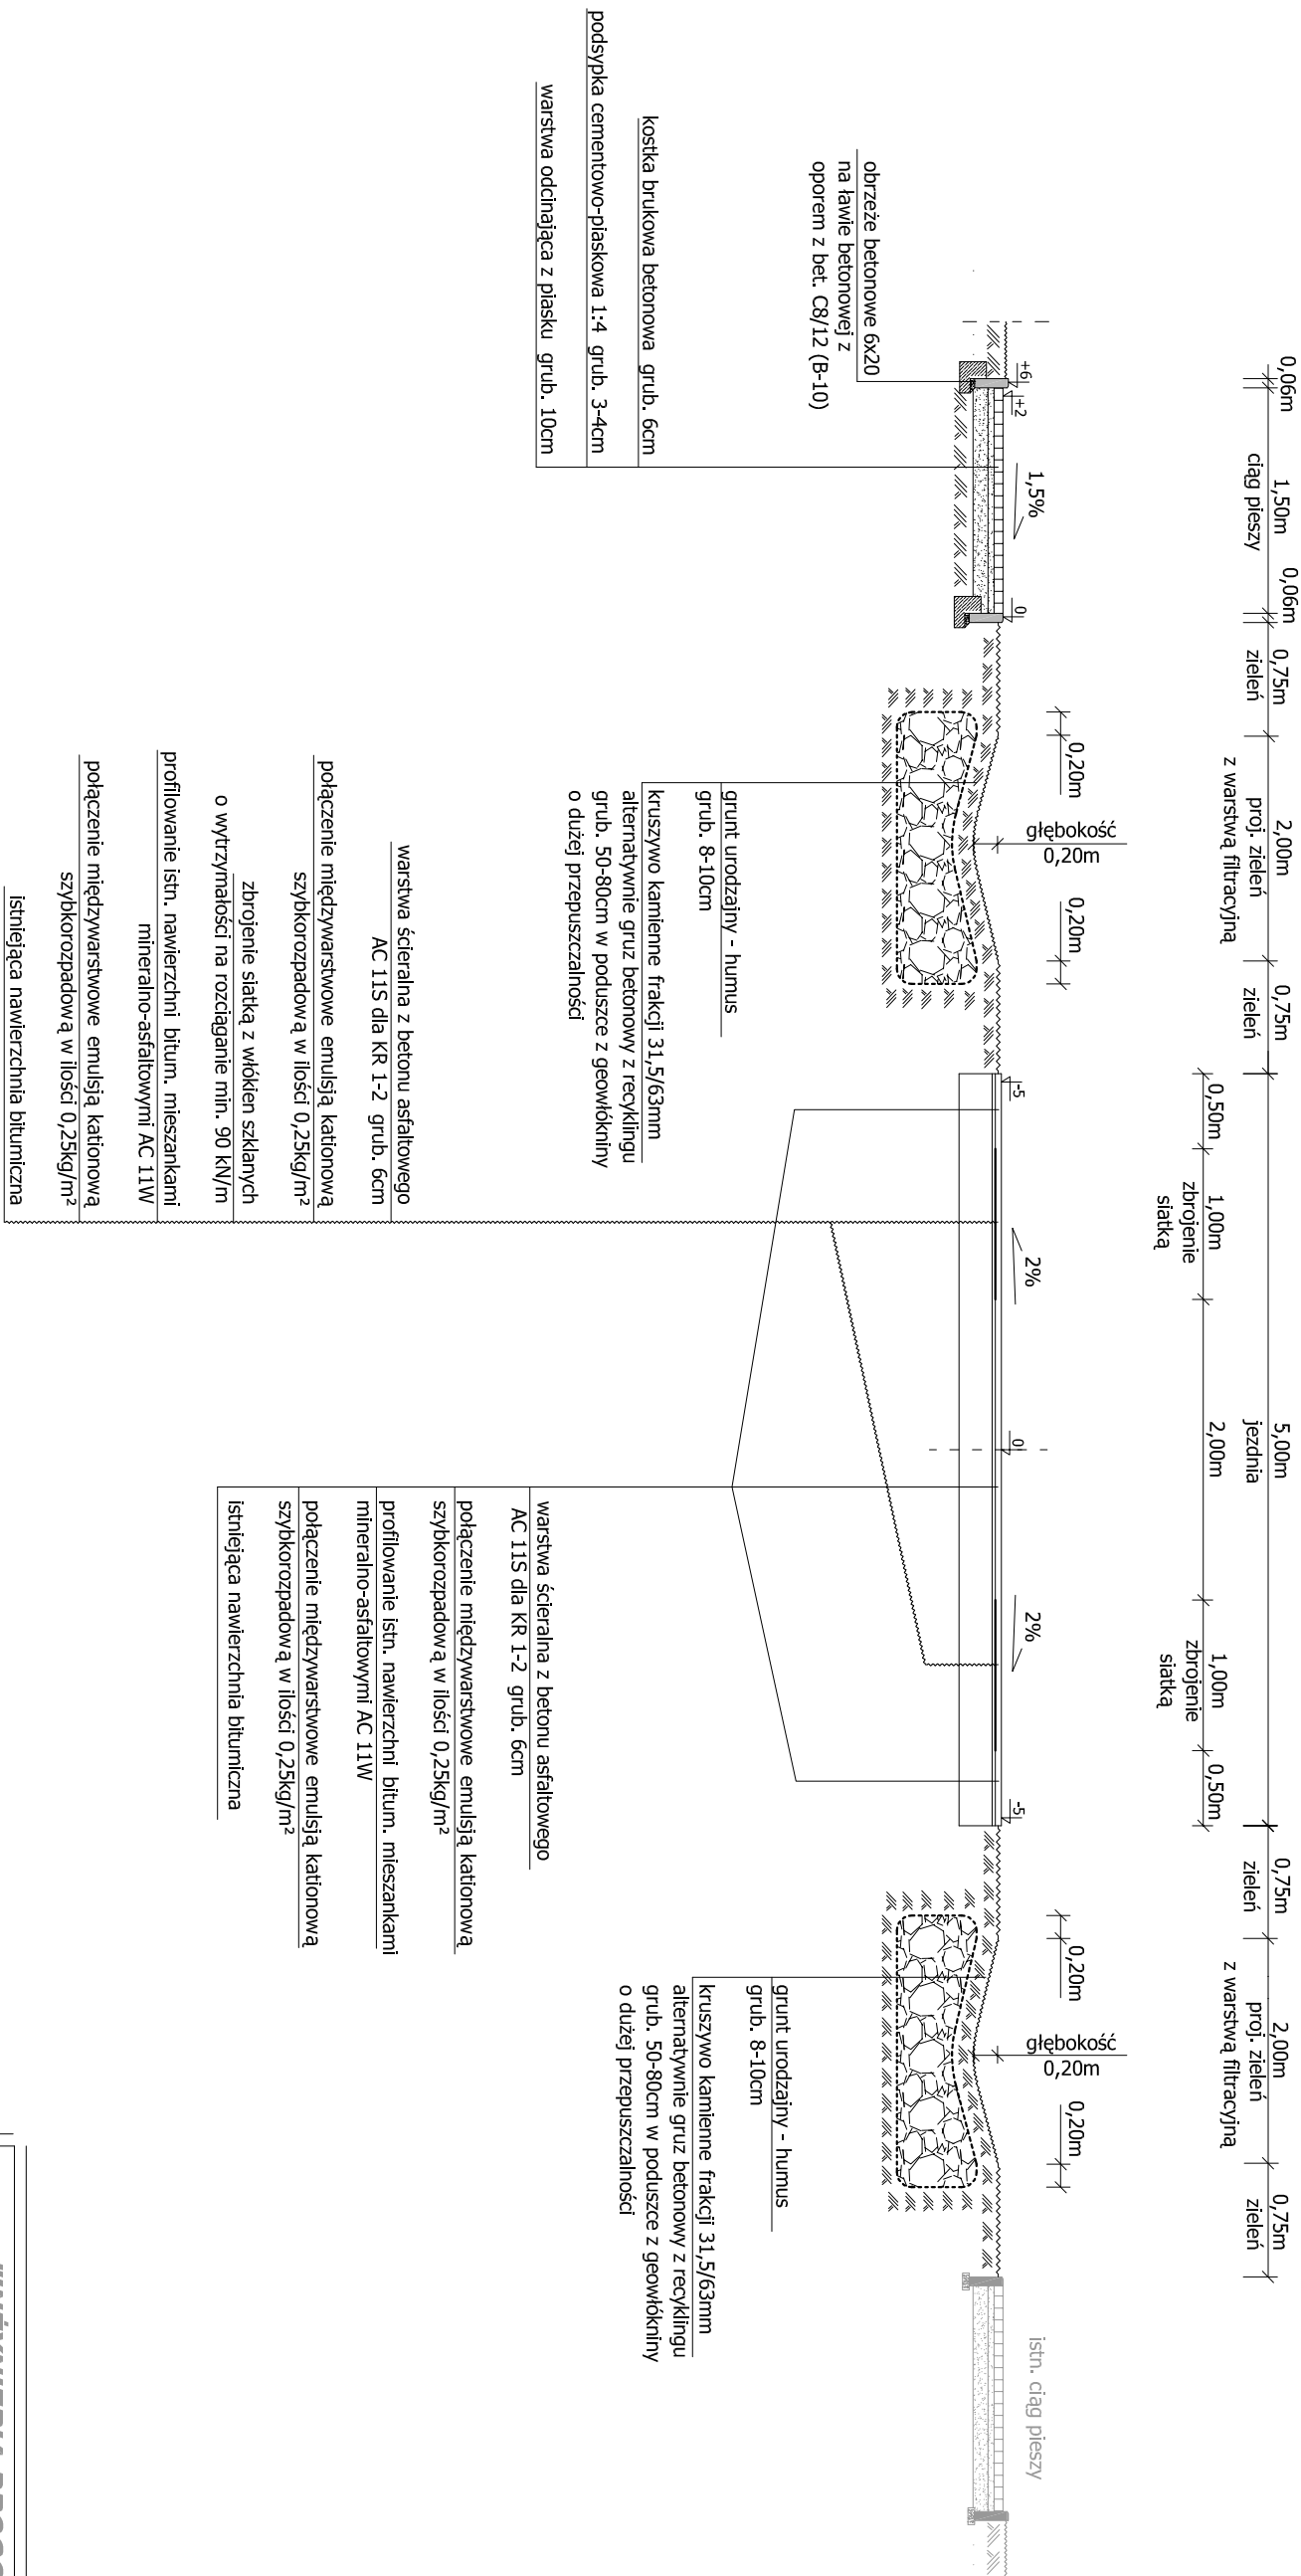 0,06m
1,50m
ciąg pieszy
0,06m
0,75m
zieleń
2,00m
proj. zieleń
z warstwą filtracyjną
0,75m
zieleń
5,00m
jezdnia
0,75m
zieleń
2,00m
proj. zieleń
z warstwą filtracyjną
0,75m
zieleń
0,50m
1,00m
zbrojenie
siatką
2,00m
1,00m
zbrojenie
siatką
0,50m
0,20m
głębokość
0,20m
0,20m
0,20m
głębokość
0,20m
0,20m
+6
+2
1,5%
0
-5
2%
0
2%
-5
istn. ciąg pieszy
obrzeże betonowe 6x20
na ławie betonowej z
oporem z bet. C8/12 (B-10)
kostka brukowa betonowa grub. 6cm
podsypka cementowo-piaskowa 1:4 grub. 3-4cm
warstwa odcinająca z piasku grub. 10cm
grunt urodzajny - humus
grub. 8-10cm
kruszywo kamienne frakcji 31,5/63mm
alternatywnie gruz betonowy z recyklingu
grub. 50-80cm w poduszce z geowłókniny
o dużej przepuszczalności
warstwa ścieralna z betonu asfaltowego
AC 11S dla KR 1-2 grub. 6cm
połączenie międzywarstwowe emulsją kationową
szybkorozpadową w ilości 0,25kg/m²
zbrojenie siatką z włókien szklanych
o wytrzymałości na rozciąganie min. 90 kN/m
profilowanie istn. nawierzchni bitum. mieszankami
mineralno-asfaltowymi AC 11W
połączenie międzywarstwowe emulsją kationową
szybkorozpadową w ilości 0,25kg/m²
istniejąca nawierzchnia bitumiczna
warstwa ścieralna z betonu asfaltowego
AC 11S dla KR 1-2 grub. 6cm
połączenie międzywarstwowe emulsją kationową
szybkorozpadową w ilości 0,25kg/m²
profilowanie istn. nawierzchni bitum. mieszankami
mineralno-asfaltowymi AC 11W
połączenie międzywarstwowe emulsją kationową
szybkorozpadową w ilości 0,25kg/m²
istniejąca nawierzchnia bitumiczna
grunt urodzajny - humus
grub. 8-10cm
kruszywo kamienne frakcji 31,5/63mm
alternatywnie gruz betonowy z recyklingu
grub. 50-80cm w poduszce z geowłókniny
o dużej przepuszczalności